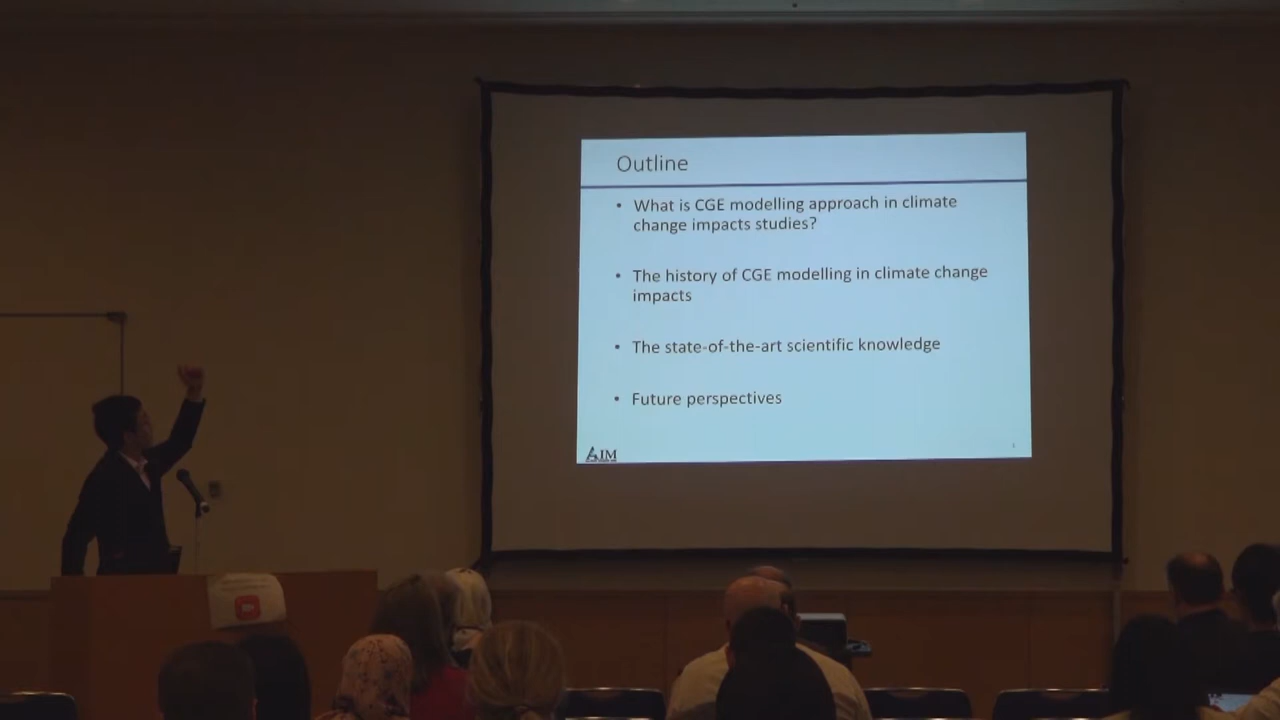 Outline
• What is CGE modelling approach in climate
change impacts studies?
• The history of CGE modelling in climate change
impacts
• The state-of-the-art scientific knowledge
• Future perspectives
AIM